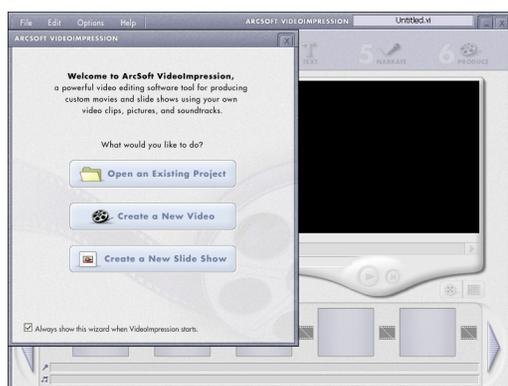 File Edit Options Help
ARCSOFT VIDEOIMPRESSION
Untitled.vi
ARCSOFT VIDEOIMPRESSION
TEXT
5 NARRATE
6 PRODUCE
Welcome to ArcSoft VideoImpression,
a powerful video editing software tool for producing
custom movies and slide shows using your own
video clips, pictures, and soundtracks.
What would you like to do?
Open an Existing Project
Create a New Video
Create a New Slide Show
Always show this wizard when VideoImpression starts.